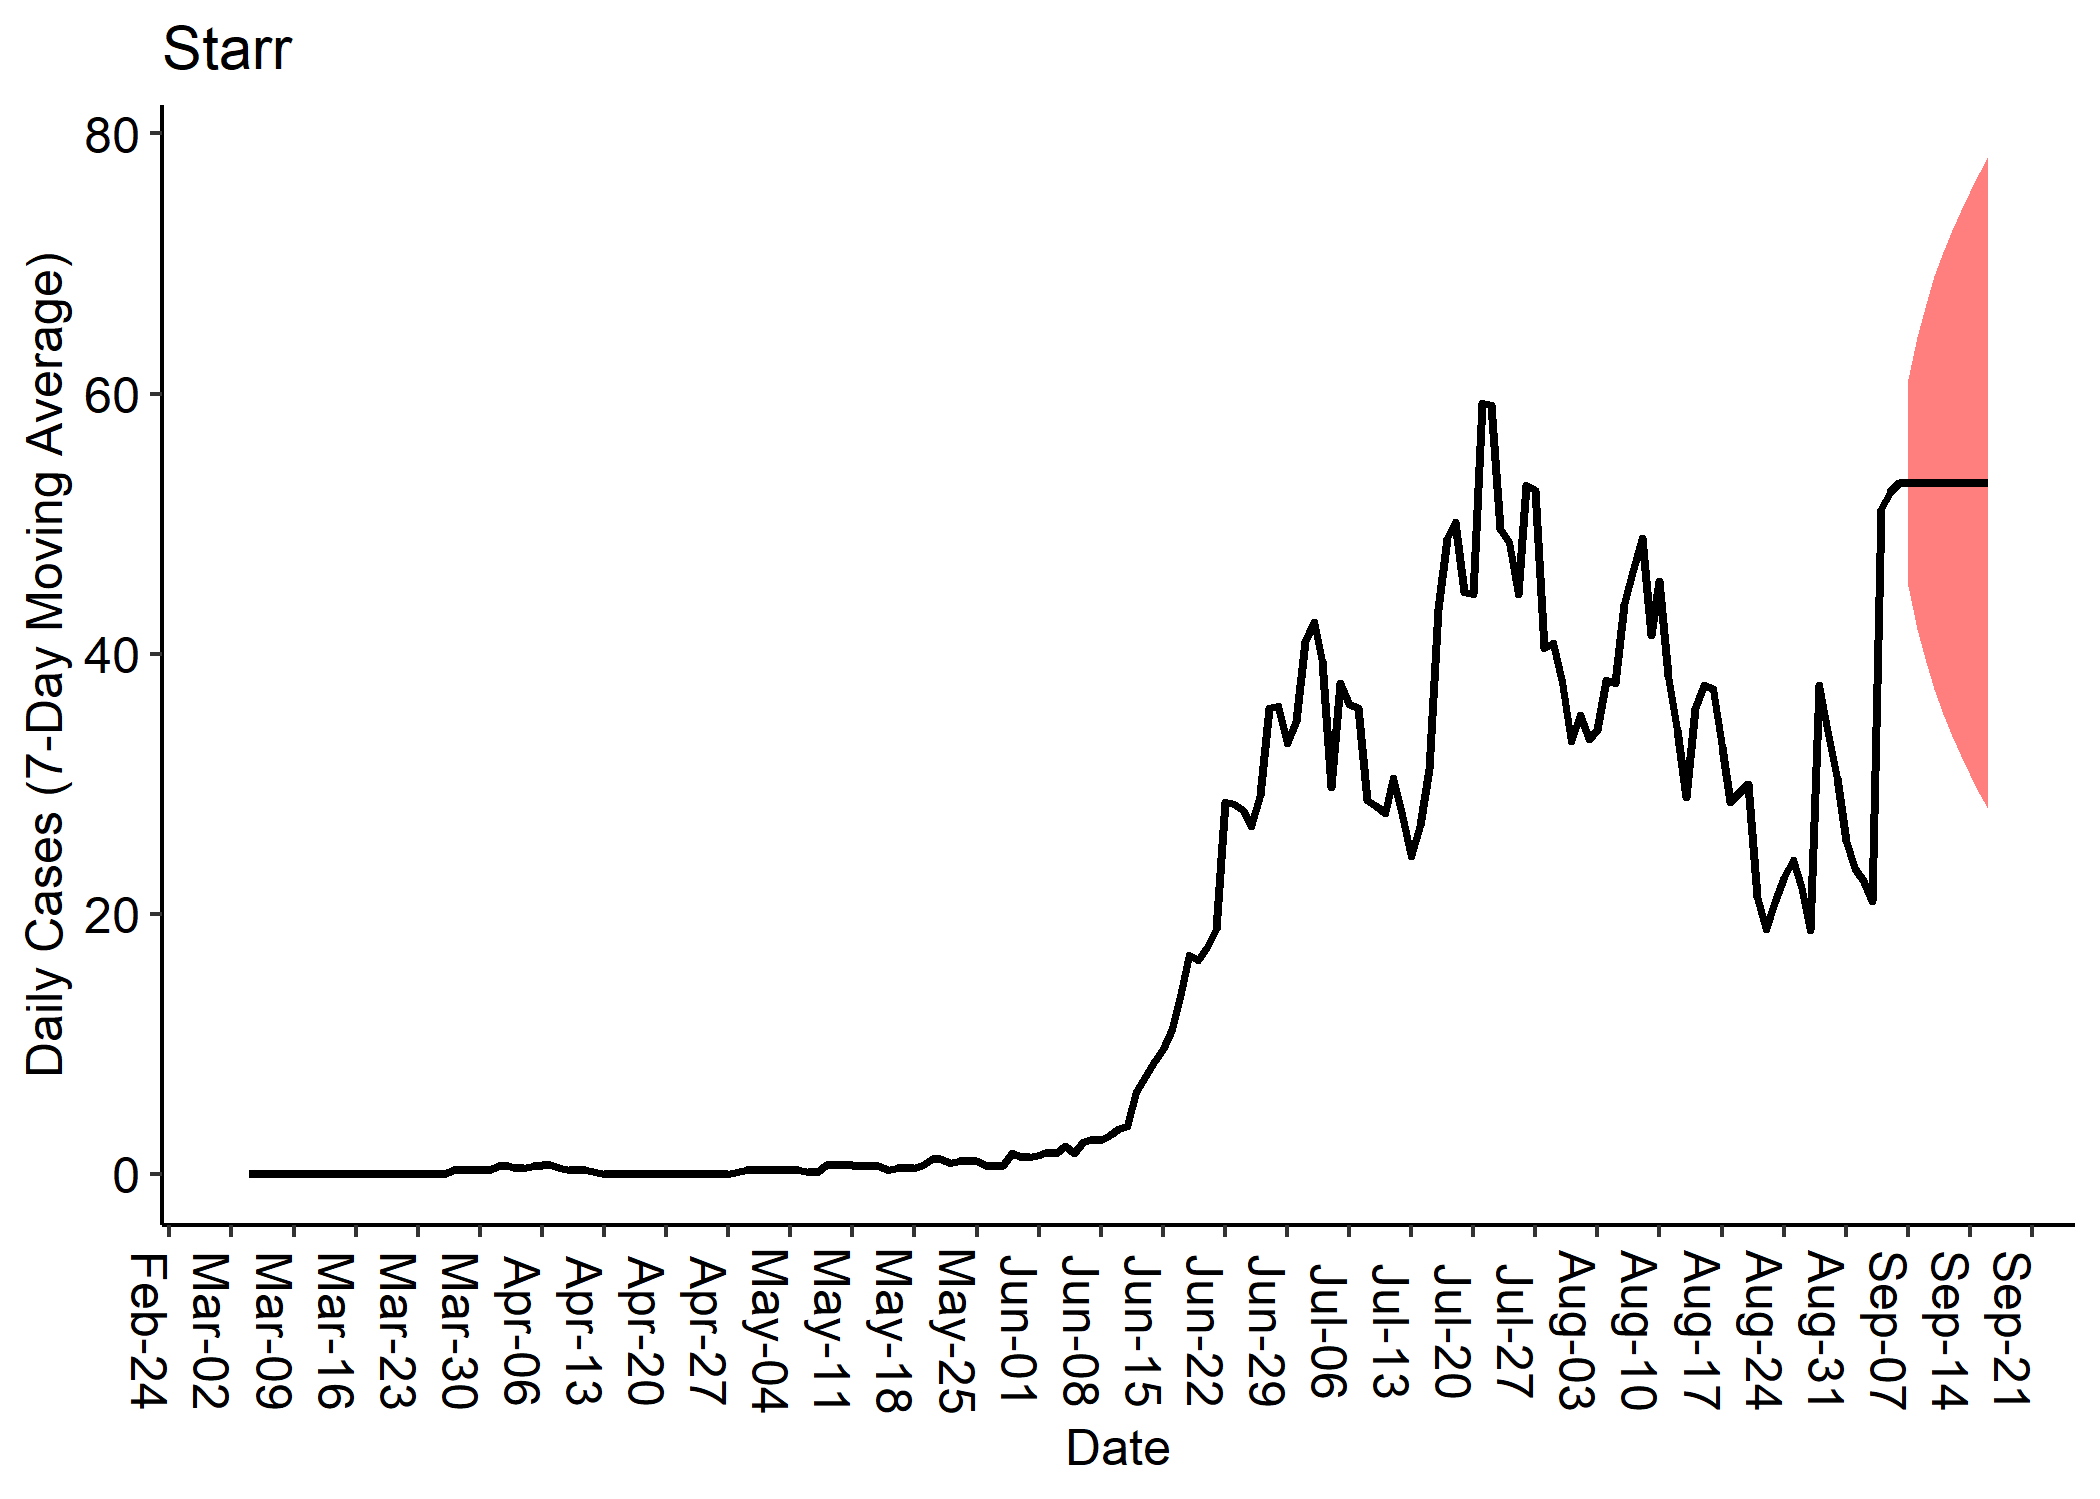 Starr
Daily Cases (7-Day Moving Average)
80
60
40
20
0
Feb-24
Mar-02
Mar-09
Mar-16
Mar-23
Mar-30
Apr-06
Apr-13
Apr-20
Apr-27
May-04
May-11
May-18
May-25
Jun-01
Jun-08
Jun-15
Jun-22
Jun-29
Jul-06
Jul-13
Jul-20
Jul-27
Aug-03
Aug-10
Aug-17
Aug-24
Aug-31
Sep-07
Sep-14
Sep-21
Date